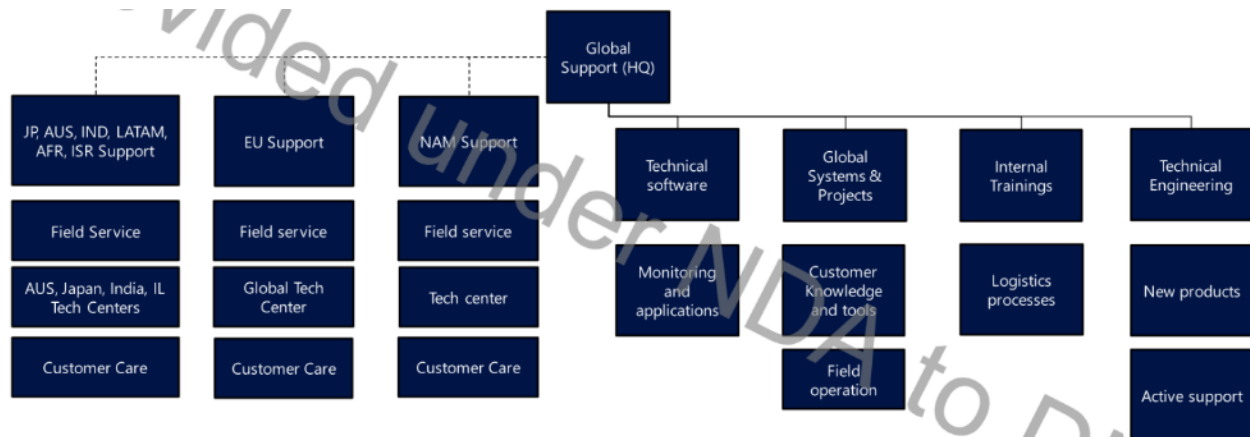 Global
Support (HQ)
JP, AUS, IND, LATAM,
AFR, ISR Support
EU Support
NAM Support
Technical
software
Global
Systems &
Projects
Internal
Trainings
Technical
Engineering
Field Service
Field service
Field service
Monitoring
and
applications
Customer
Knowledge
and tools
Logistics
processes
New products
AUS, Japan, India, IL
Tech Centers
Global Tech
Center
Tech center
Customer Care
Customer Care
Customer Care
Field
operation
Active support
under NDA to